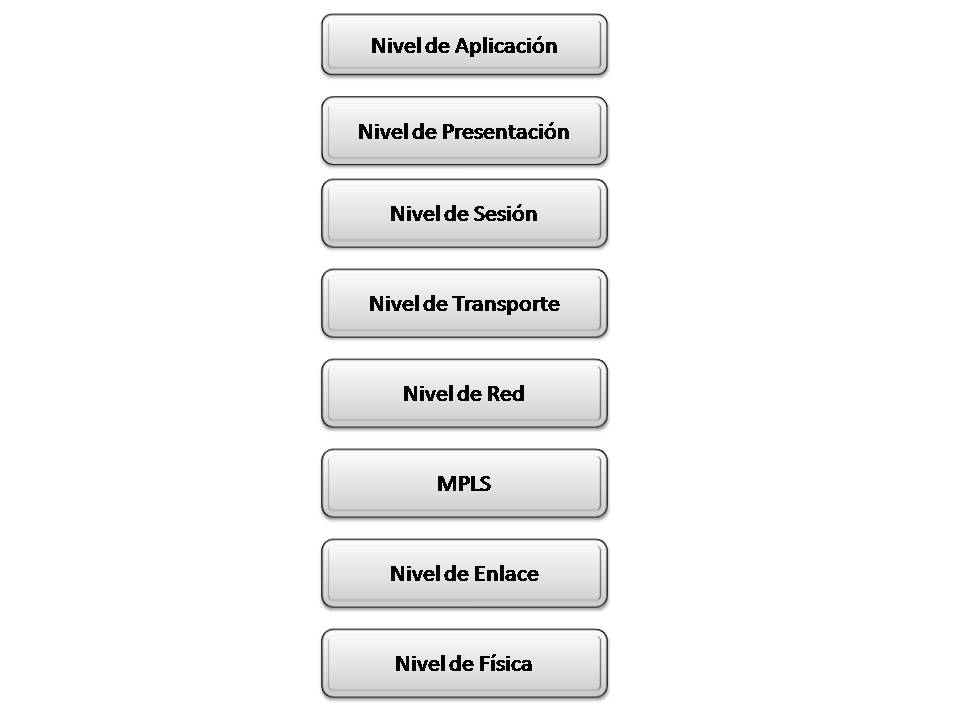 Nivel de Aplicación
Nivel de Presentación
Nivel de Sesión
Nivel de Transporte
Nivel de Red
MPLS
Nivel de Enlace
Nivel de Física